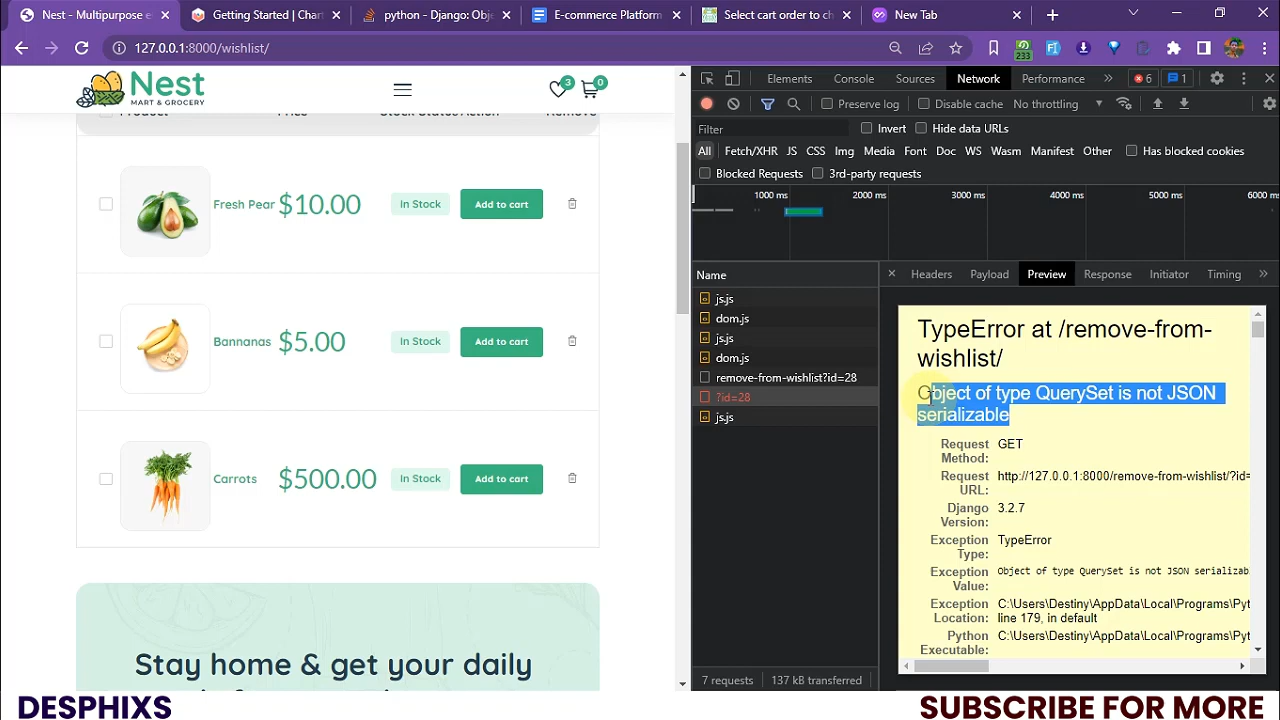 Nest - Multipurpose e
Getting Started | Chart
python - Django: Obje
E-commerce Platform
Select cart order to ch
New Tab
127.0.0.1:8000/wishlist/
233
Nest
MART & GROCERY
3
0
Product Price Stock Status Action Remove
Fresh Pear $10.00 In Stock Add to cart
Bannanas $5.00 In Stock Add to cart
Carrots $500.00 In Stock Add to cart
Stay home & get your daily
Elements Sources Network Performance 6 1
Preserve log Disable cache No throttling
Filter Invert Hide data URLs
All Fetch/XHR JS CSS Img Media Font Doc WS Wasm Manifest Other Has blocked cookies
Blocked Requests 3rd-party requests
1000 ms 2000 ms 3000 ms 4000 ms 5000 ms 6000 m
Name
js.js
dom.js
js.js
dom.js
remove-from-wishlist?id=28
?id=28
js.js
7 requests 137 kB transferred
Headers Payload Preview Response Initiator Timing
TypeError at /remove-from-
wishlist/
Object of type QuerySet is not JSON
serializable
Request
Method:
GET
Request
URL:
http://127.0.0.1:8000/remove-from-wishlist/?id=
Django
Version:
3.2.7
Exception
Type:
TypeError
Exception
Value:
Object of type QuerySet is not JSON serializab
Exception
Location:
C:\Users\Destiny\AppData\Local\Programs\Pyt
line 179, in default
Python
Executable:
C:\Users\Destiny\AppData\Local\Programs\Pyt
DESPHIXS
SUBSCRIBE FOR MORE